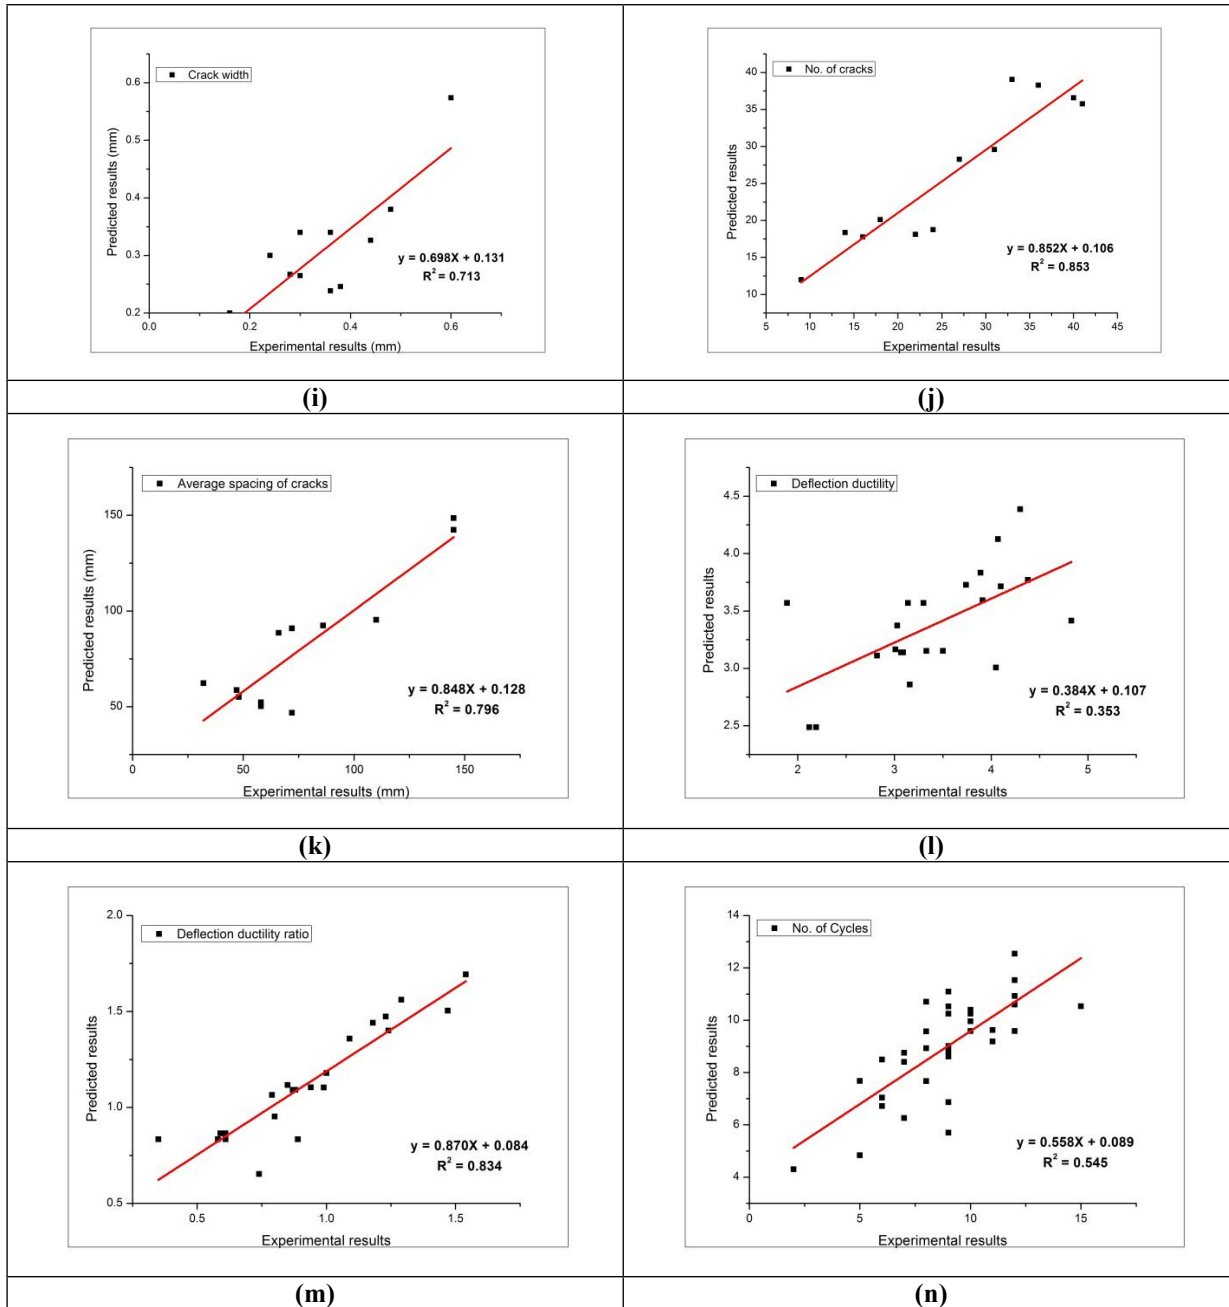 Crack width
0.6
0.5
0.4
0.3
0.2
Predicted results (mm)
y = 0.698X + 0.131
R² = 0.713
0.0 0.2 0.4 0.6
Experimental results (mm)
(i)
No. of cracks
40
35
30
25
20
15
10
Predicted results
y = 0.852X + 0.106
R² = 0.853
5 10 15 20 25 30 35 40 45
Experimental results
(j)
Average spacing of cracks
150
100
50
Predicted results (mm)
y = 0.848X + 0.128
R² = 0.796
0 50 100 150
Experimental results (mm)
(k)
Deflection ductility
4.5
4.0
3.5
3.0
2.5
Predicted results
y = 0.384X + 0.107
R² = 0.353
2 3 4 5
Experimental results
(l)
Deflection ductility ratio
2.0
1.5
1.0
0.5
Predicted results
y = 0.870X + 0.084
R² = 0.834
0.5 1.0 1.5
Experimental results
(m)
No. of Cycles
14
12
10
8
6
4
Predicted results
y = 0.558X + 0.089
R² = 0.545
0 5 10 15
Experimental results
(n)